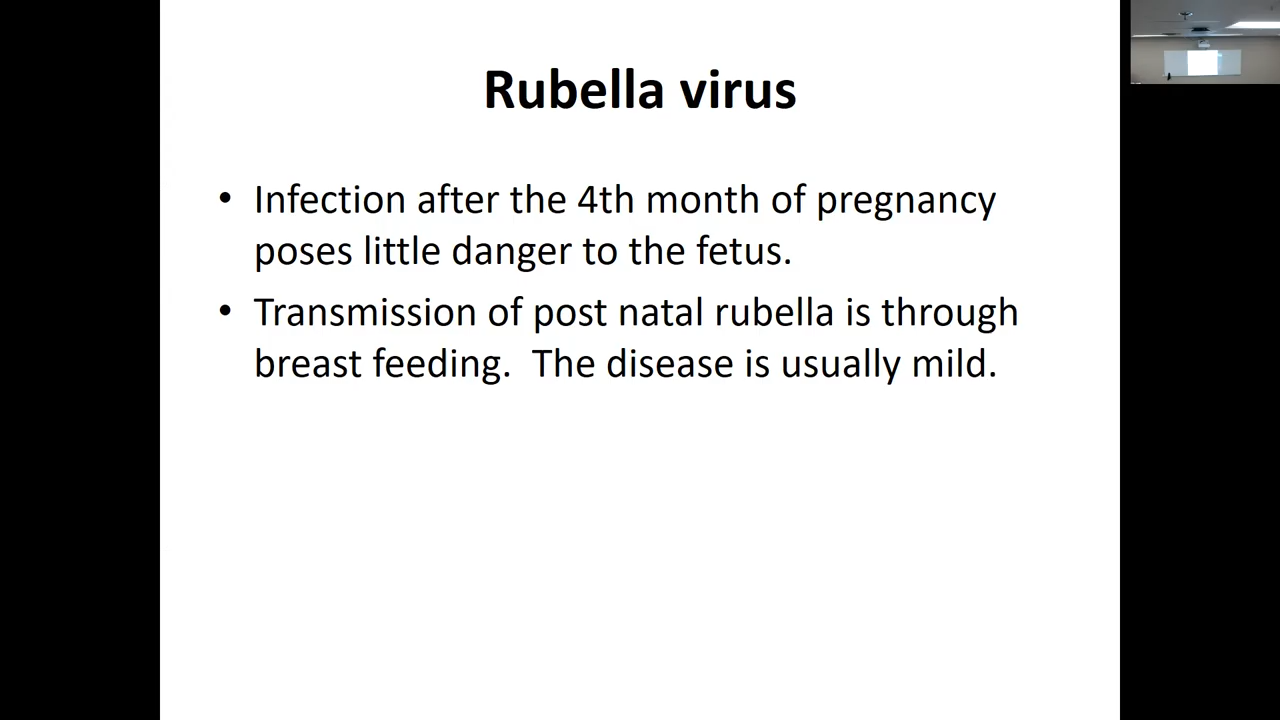 Rubella virus
• Infection after the 4th month of pregnancy
poses little danger to the fetus.
• Transmission of post natal rubella is through
breast feeding.  The disease is usually mild.